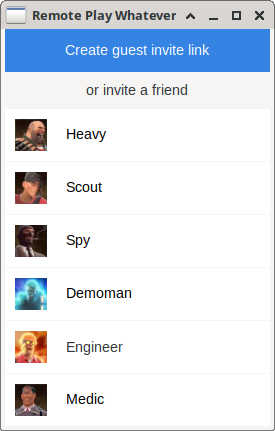 Remote Play Whatever
Create guest invite link
or invite a friend
Heavy
Scout
Spy
Demoman
Engineer
Medic